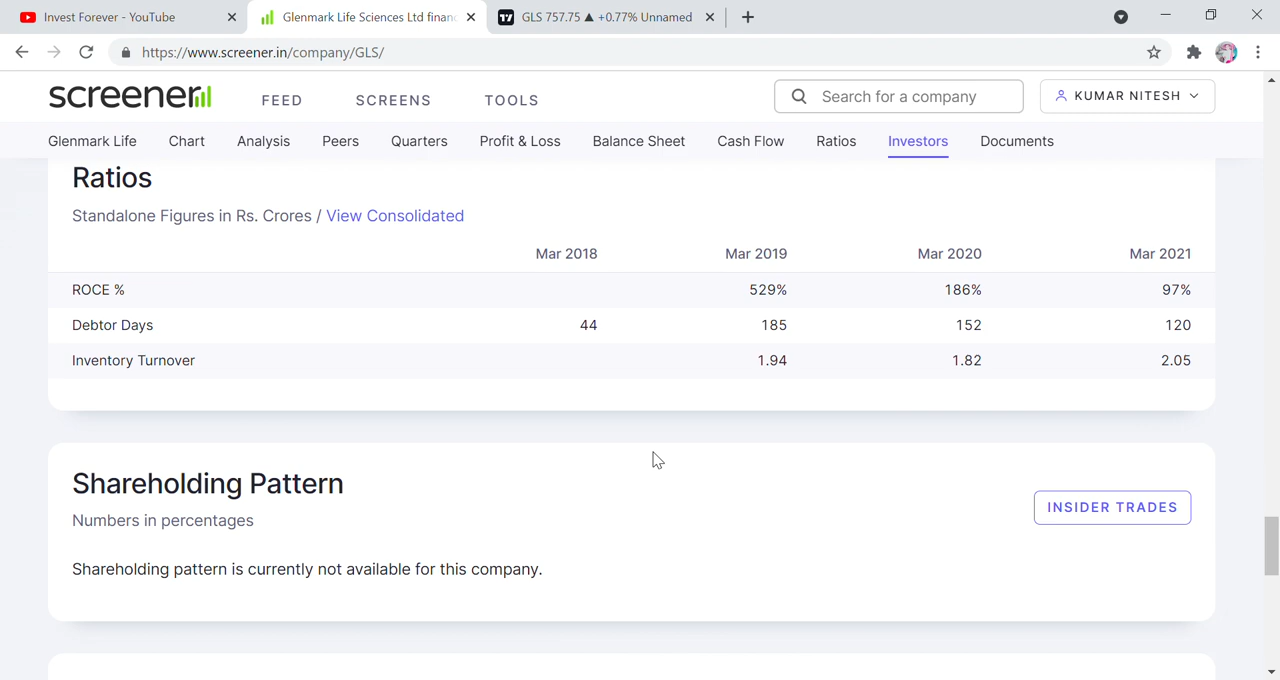 Invest Forever - YouTube
Glenmark Life Sciences Ltd financ
GLS 757.75 ▲ +0.77% Unnamed
https://www.screener.in/company/GLS/
screener
FEED
SCREENS
TOOLS
Search for a company
KUMAR NITESH
Glenmark Life
Chart
Analysis
Peers
Quarters
Profit & Loss
Balance Sheet
Cash Flow
Ratios
Investors
Documents
Ratios
Standalone Figures in Rs. Crores / View Consolidated
Mar 2018 Mar 2019 Mar 2020 Mar 2021
ROCE % 529% 186% 97%
Debtor Days 44 185 152 120
Inventory Turnover 1.94 1.82 2.05
Shareholding Pattern
INSIDER TRADES
Numbers in percentages
Shareholding pattern is currently not available for this company.